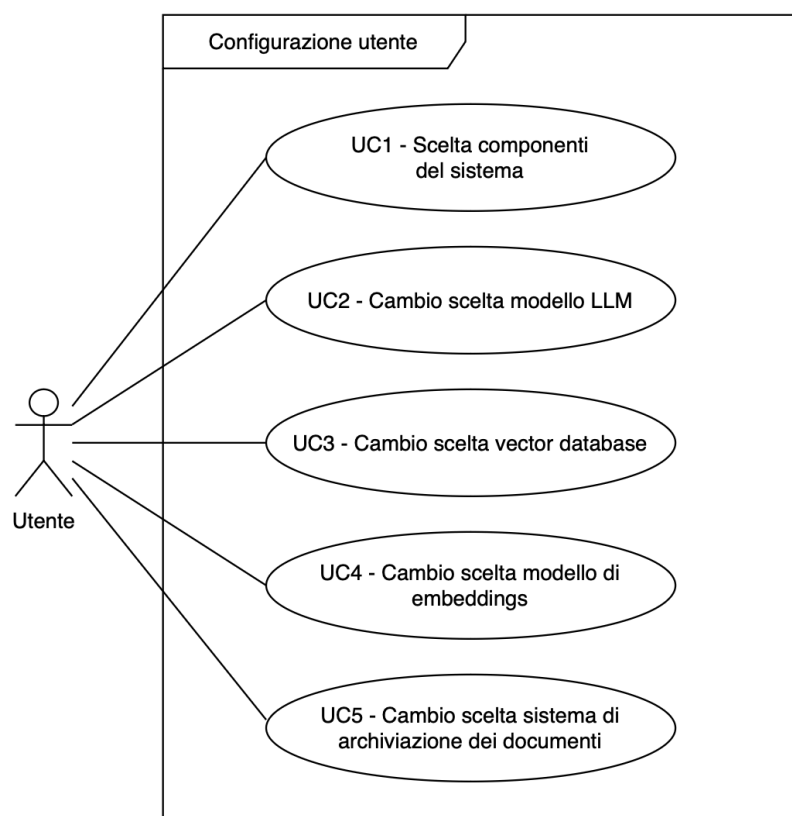 Configurazione utente
UC1 - Scelta componenti
del sistema
UC2 - Cambio scelta modello LLM
UC3 - Cambio scelta vector database
Utente
UC4 - Cambio scelta modello di
embeddings
UC5 - Cambio scelta sistema di
archiviazione dei documenti